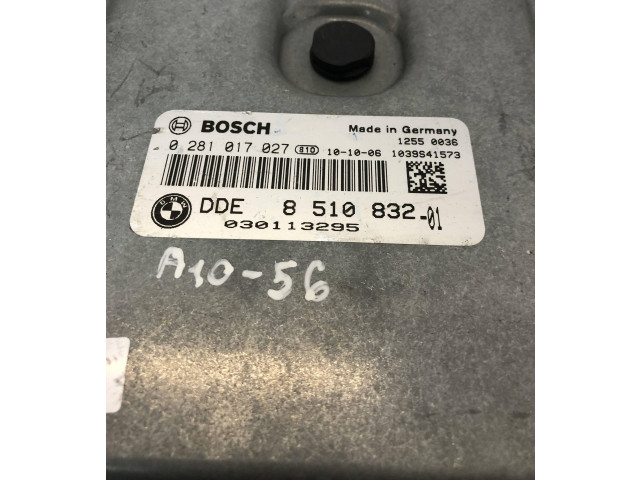 BOSCH Made in Germany
1255 0036
0 281 017 027 810 10-10-06 1039S41573
BMW DDE 8 510 832-01
030113295
A10-56